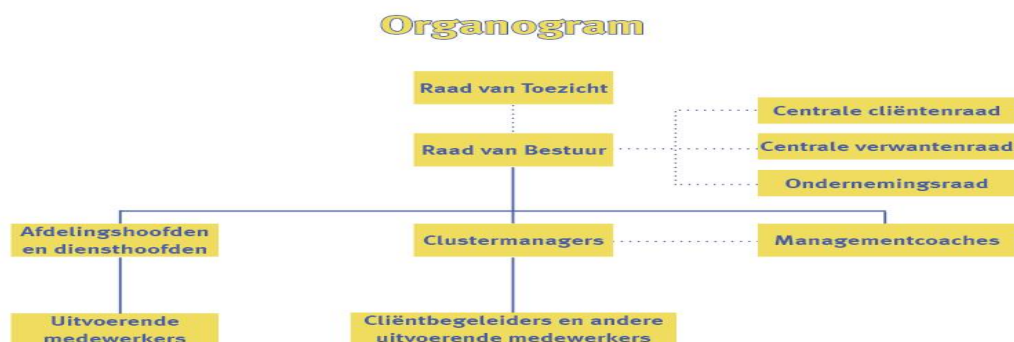 Organogram
Raad van Toezicht
Centrale cliëntenraad
Raad van Bestuur
Centrale verwantenraad
Ondernemingsraad
Afdelingshoofden
en diensthoofden
Clustermanagers
Managementcoaches
Uitvoerende
medewerkers
Cliëntbegeleiders en andere
uitvoerende medewerkers